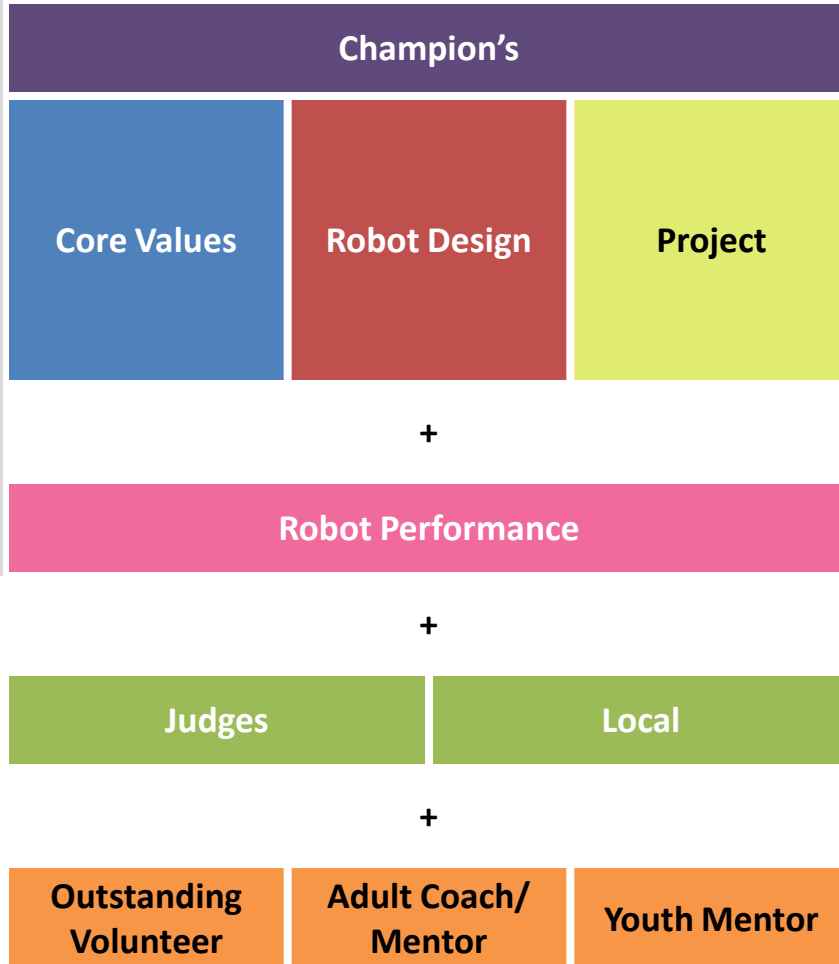 Champion’s
Core Values
Robot Design
Project
+
Robot Performance
+
Judges
Local
+
Outstanding
Volunteer
Adult Coach/
Mentor
Youth Mentor